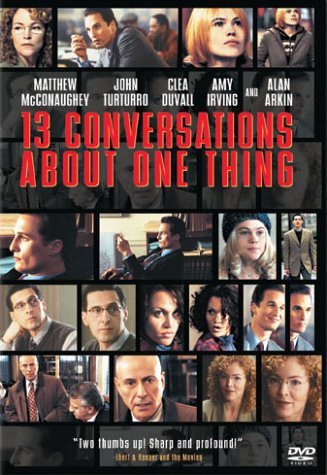 MATTHEW JOHN CLEA AMY ALAN
McCONAUGHEY TURTURRO DUVALL IRVING AND ARKIN
13 CONVERSATIONS
ABOUT ONE THING
"Two thumbs up! Sharp and profound!"
Ebert & Roeper and The Movies
DVD
VIDEO